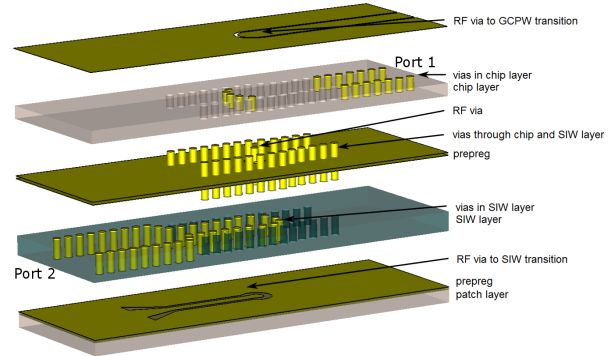 RF via to GCPW transition
Port 1
vias in chip layer
chip layer
RF via
vias through chip and SIW layer
prepreg
vias in SIW layer
SIW layer
Port 2
RF via to SIW transition
prepreg
patch layer